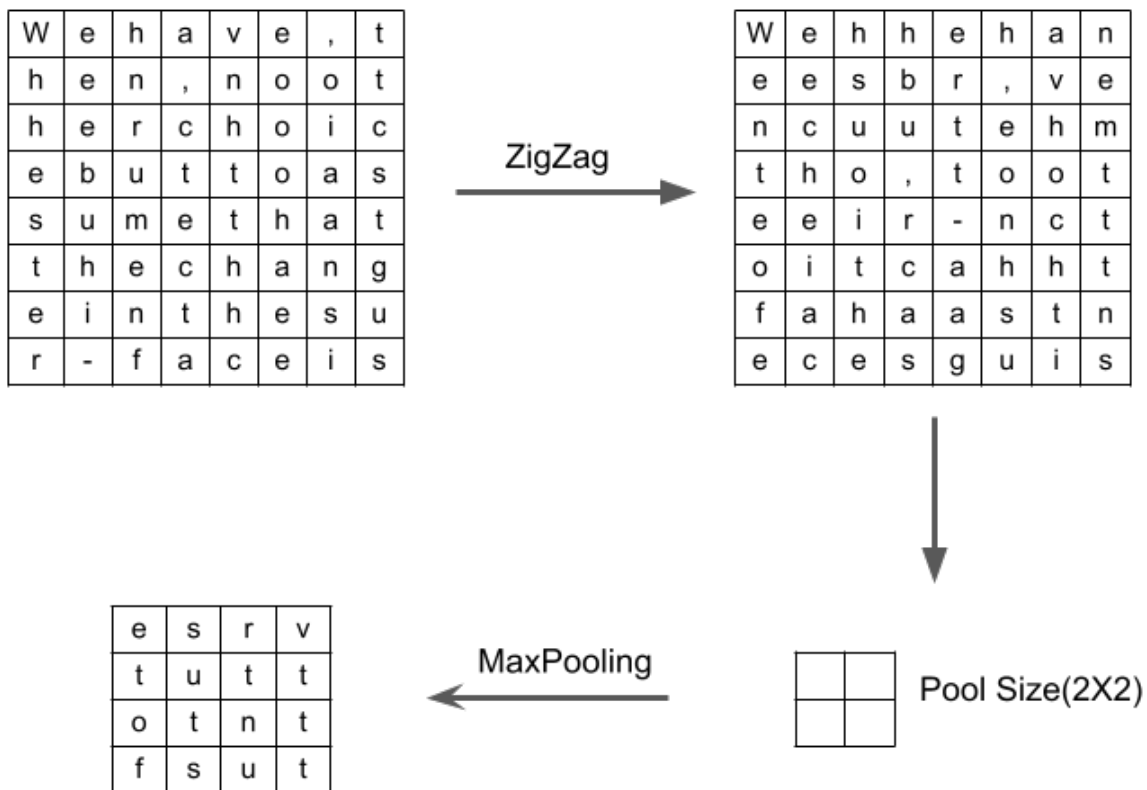 W e h a v e , t
h e n , n o o t
h e r c h o i c
e b u t t o a s
s u m e t h a t
t h e c h a n g
e i n t h e s u
r - f a c e i s
ZigZag
W e h h e h a n
e e s b r , v e
n c u u t e h m
t h o , t o o t
e e i r - n c t
o i t c a h h t
f a h a a s t n
e c e s g u i s
e s r v
t u t t
o t n t
f s u t
MaxPooling
Pool Size(2X2)